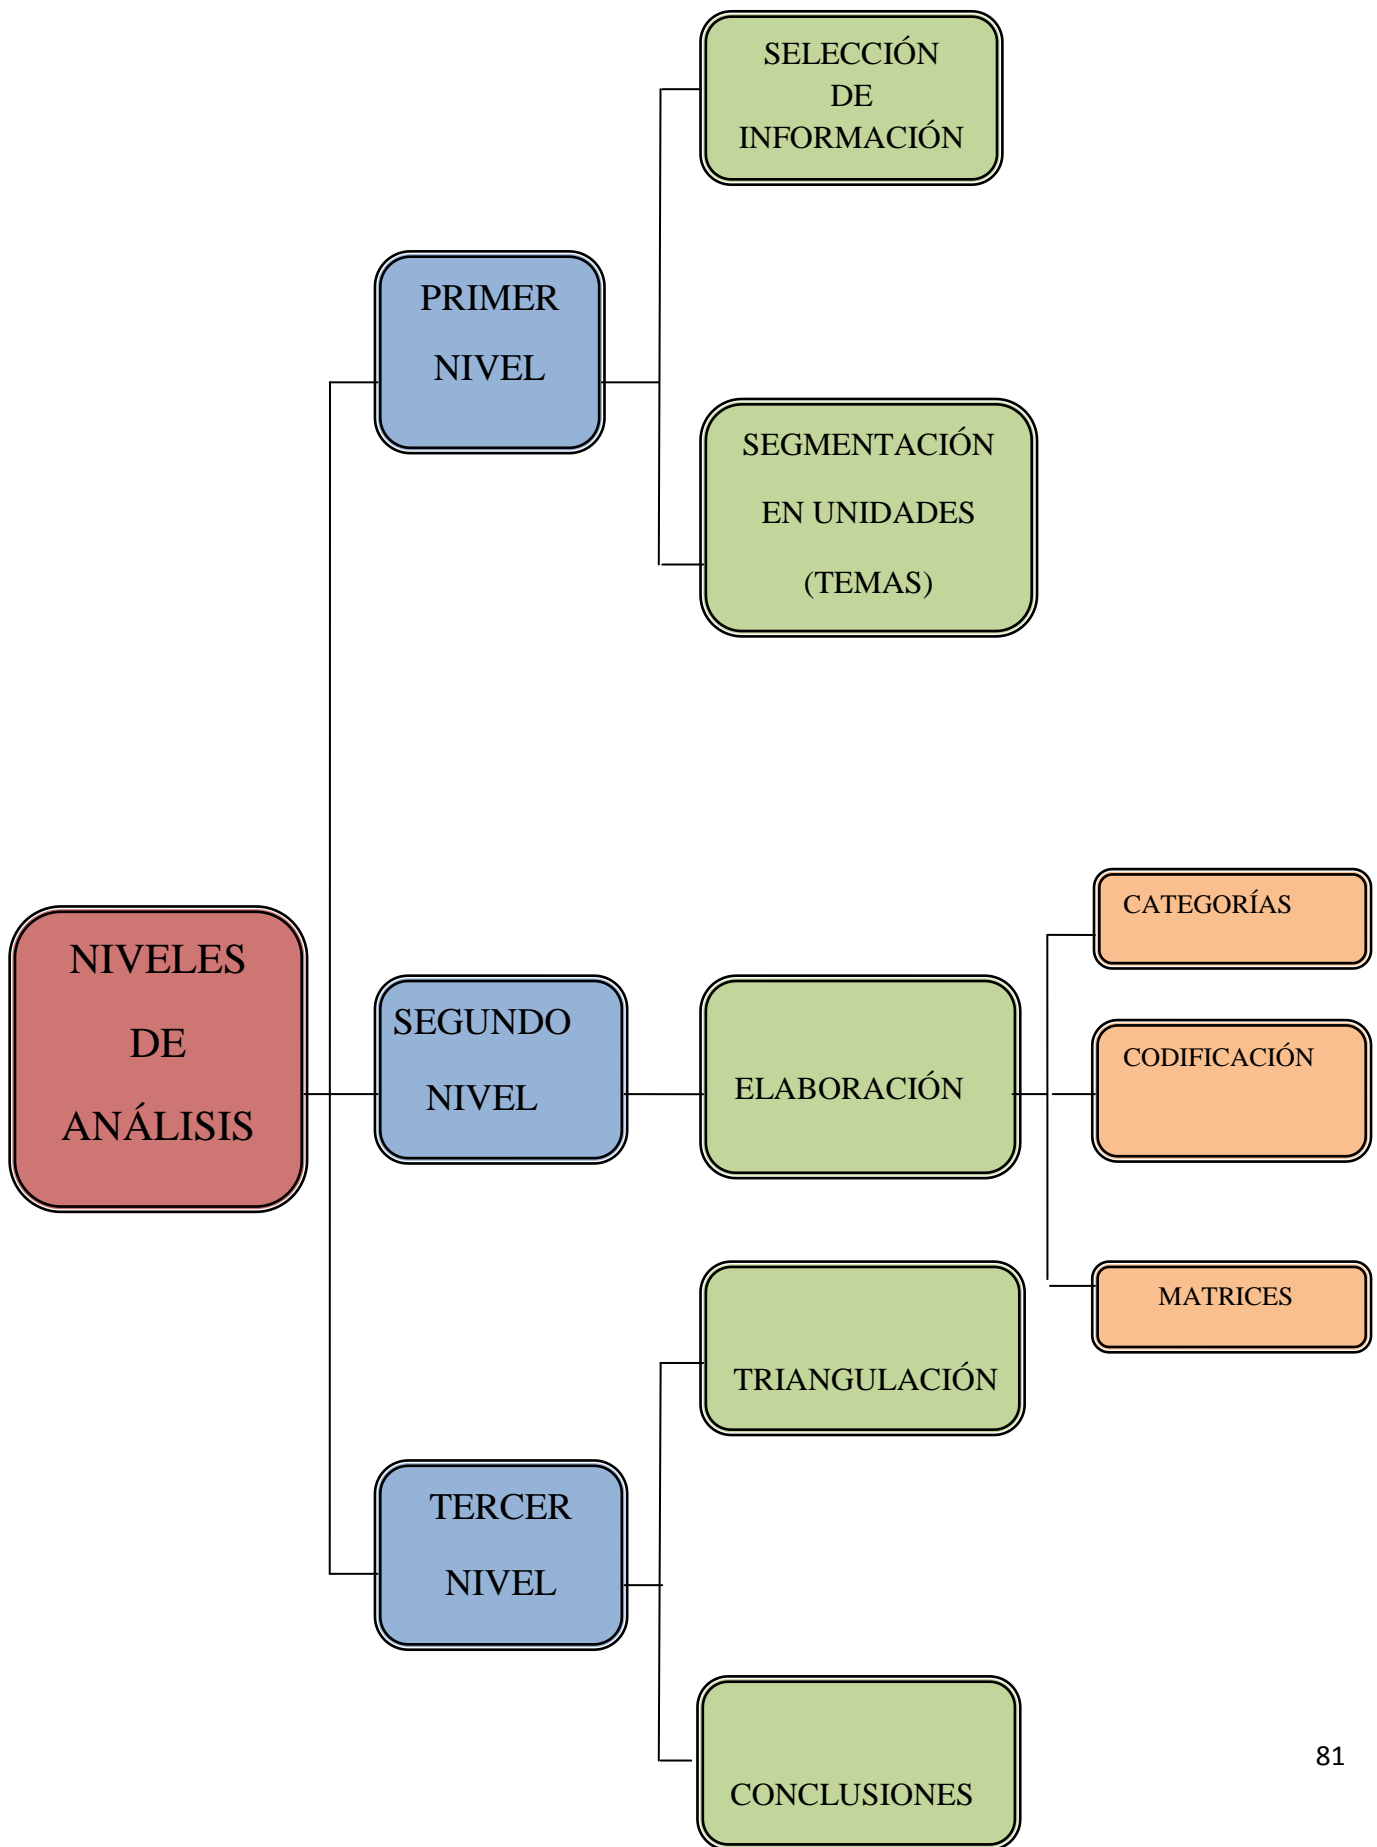 SELECCIÓN
DE
INFORMACIÓN
PRIMER
NIVEL
SEGMENTACIÓN
EN UNIDADES
(TEMAS)
NIVELES
DE
ANÁLISIS
SEGUNDO
NIVEL
ELABORACIÓN
CATEGORÍAS
CODIFICACIÓN
MATRICES
TRIANGULACIÓN
TERCER
NIVEL
CONCLUSIONES
81